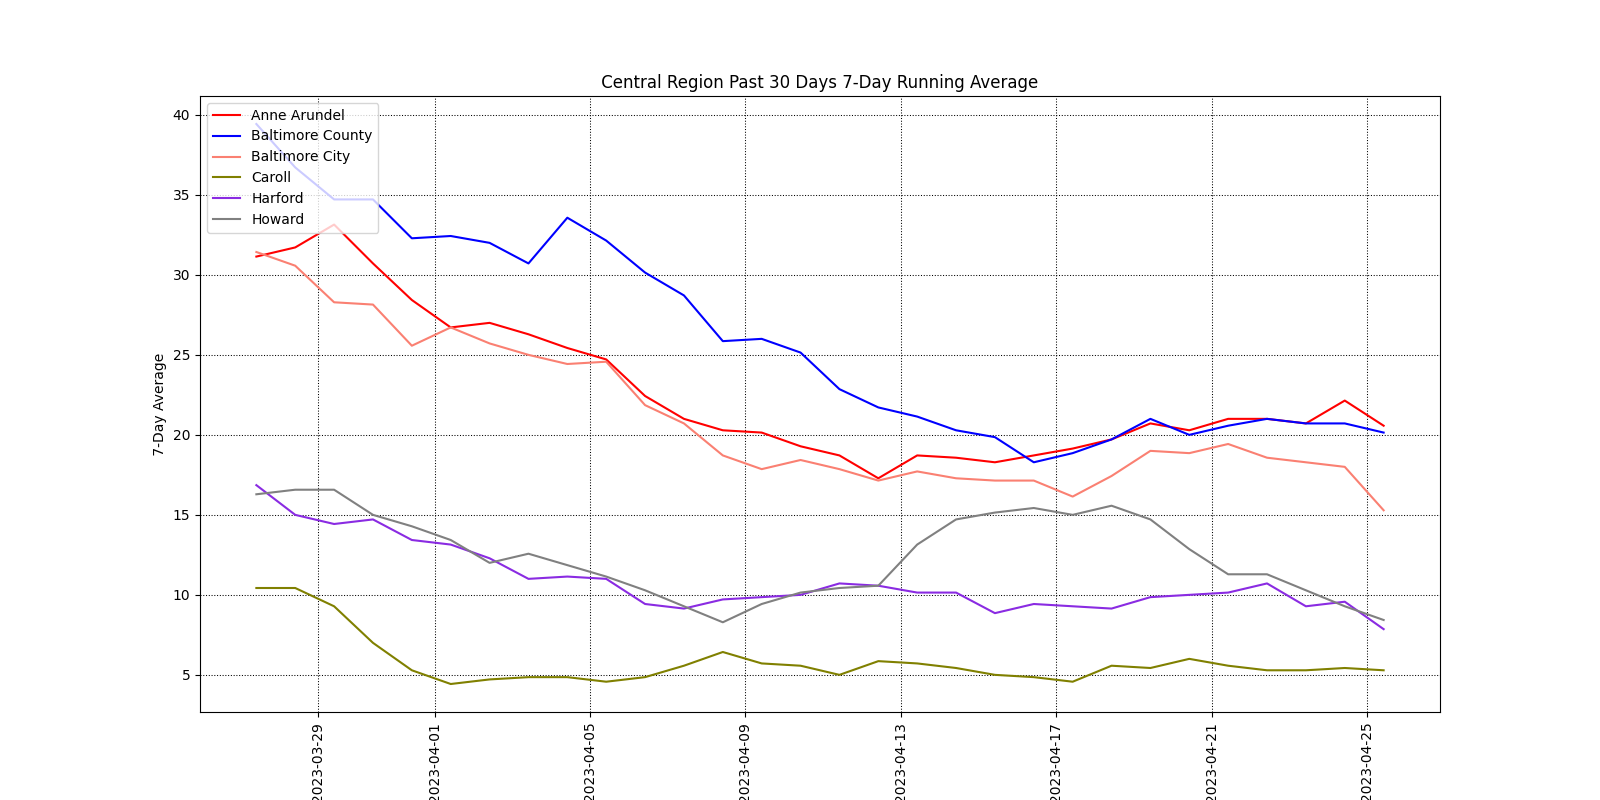 Central Region Past 30 Days 7-Day Running Average
40
35
30
25
20
15
10
5
7-Day Average
Anne Arundel
Baltimore County
Baltimore City
Caroll
Harford
Howard
2023-03-29
2023-04-01
2023-04-05
2023-04-09
2023-04-13
2023-04-17
2023-04-21
2023-04-25